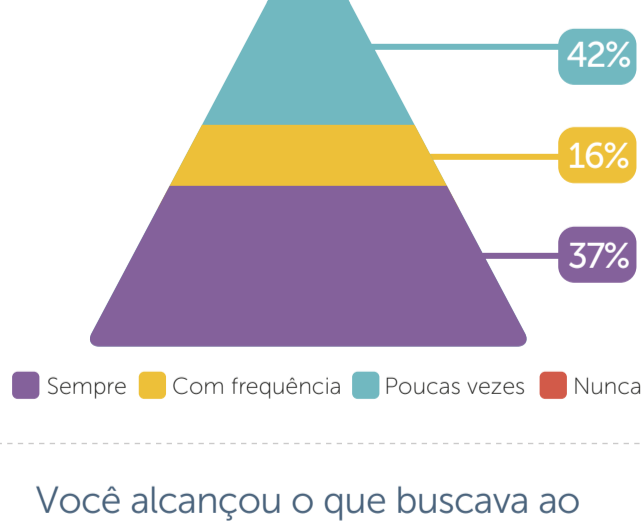 42%
16%
37%
Sempre Com frequência Poucas vezes Nunca
Você alcançou o que buscava ao